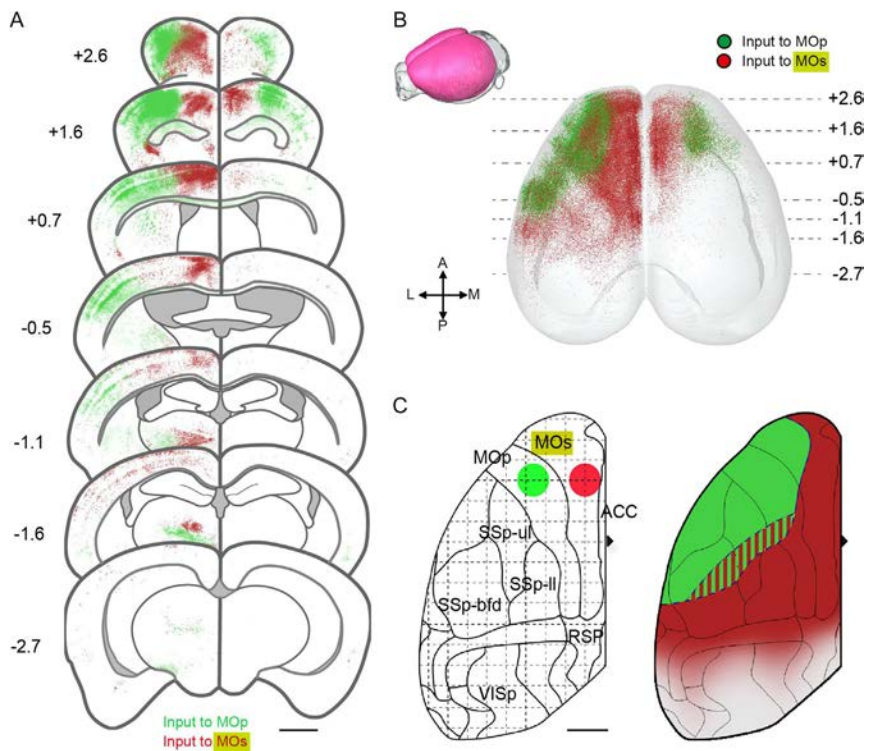 A
+2.6
+1.6
+0.7
-0.5
-1.1
-1.6
-2.7
Input to MOp
Input to MOs
B
Input to MOp
Input to MOs
+2.6
+1.6
+0.7
-0.5
-1.1
-1.6
-2.7
A
L M
P
C
MOs
MOp
ACC
SSp-ul
SSp-ll
SSp-bfd
RSP
VISp